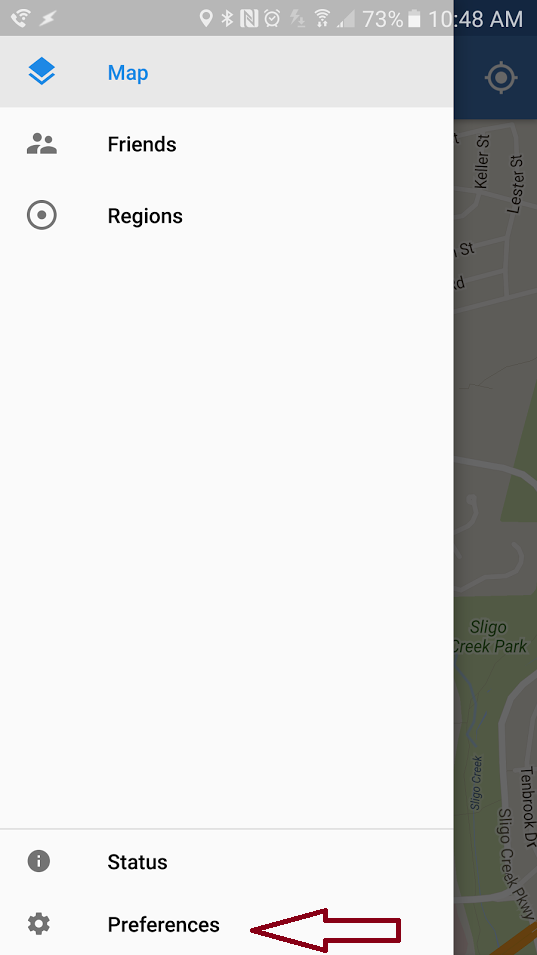 73% 10:48 AM
Map
Friends
Regions
Keller St
Lester St
St
Sligo
Creek Park
Sligo Creek
Tenbrook Dr
Sligo Creek Pkwy
Status
Preferences